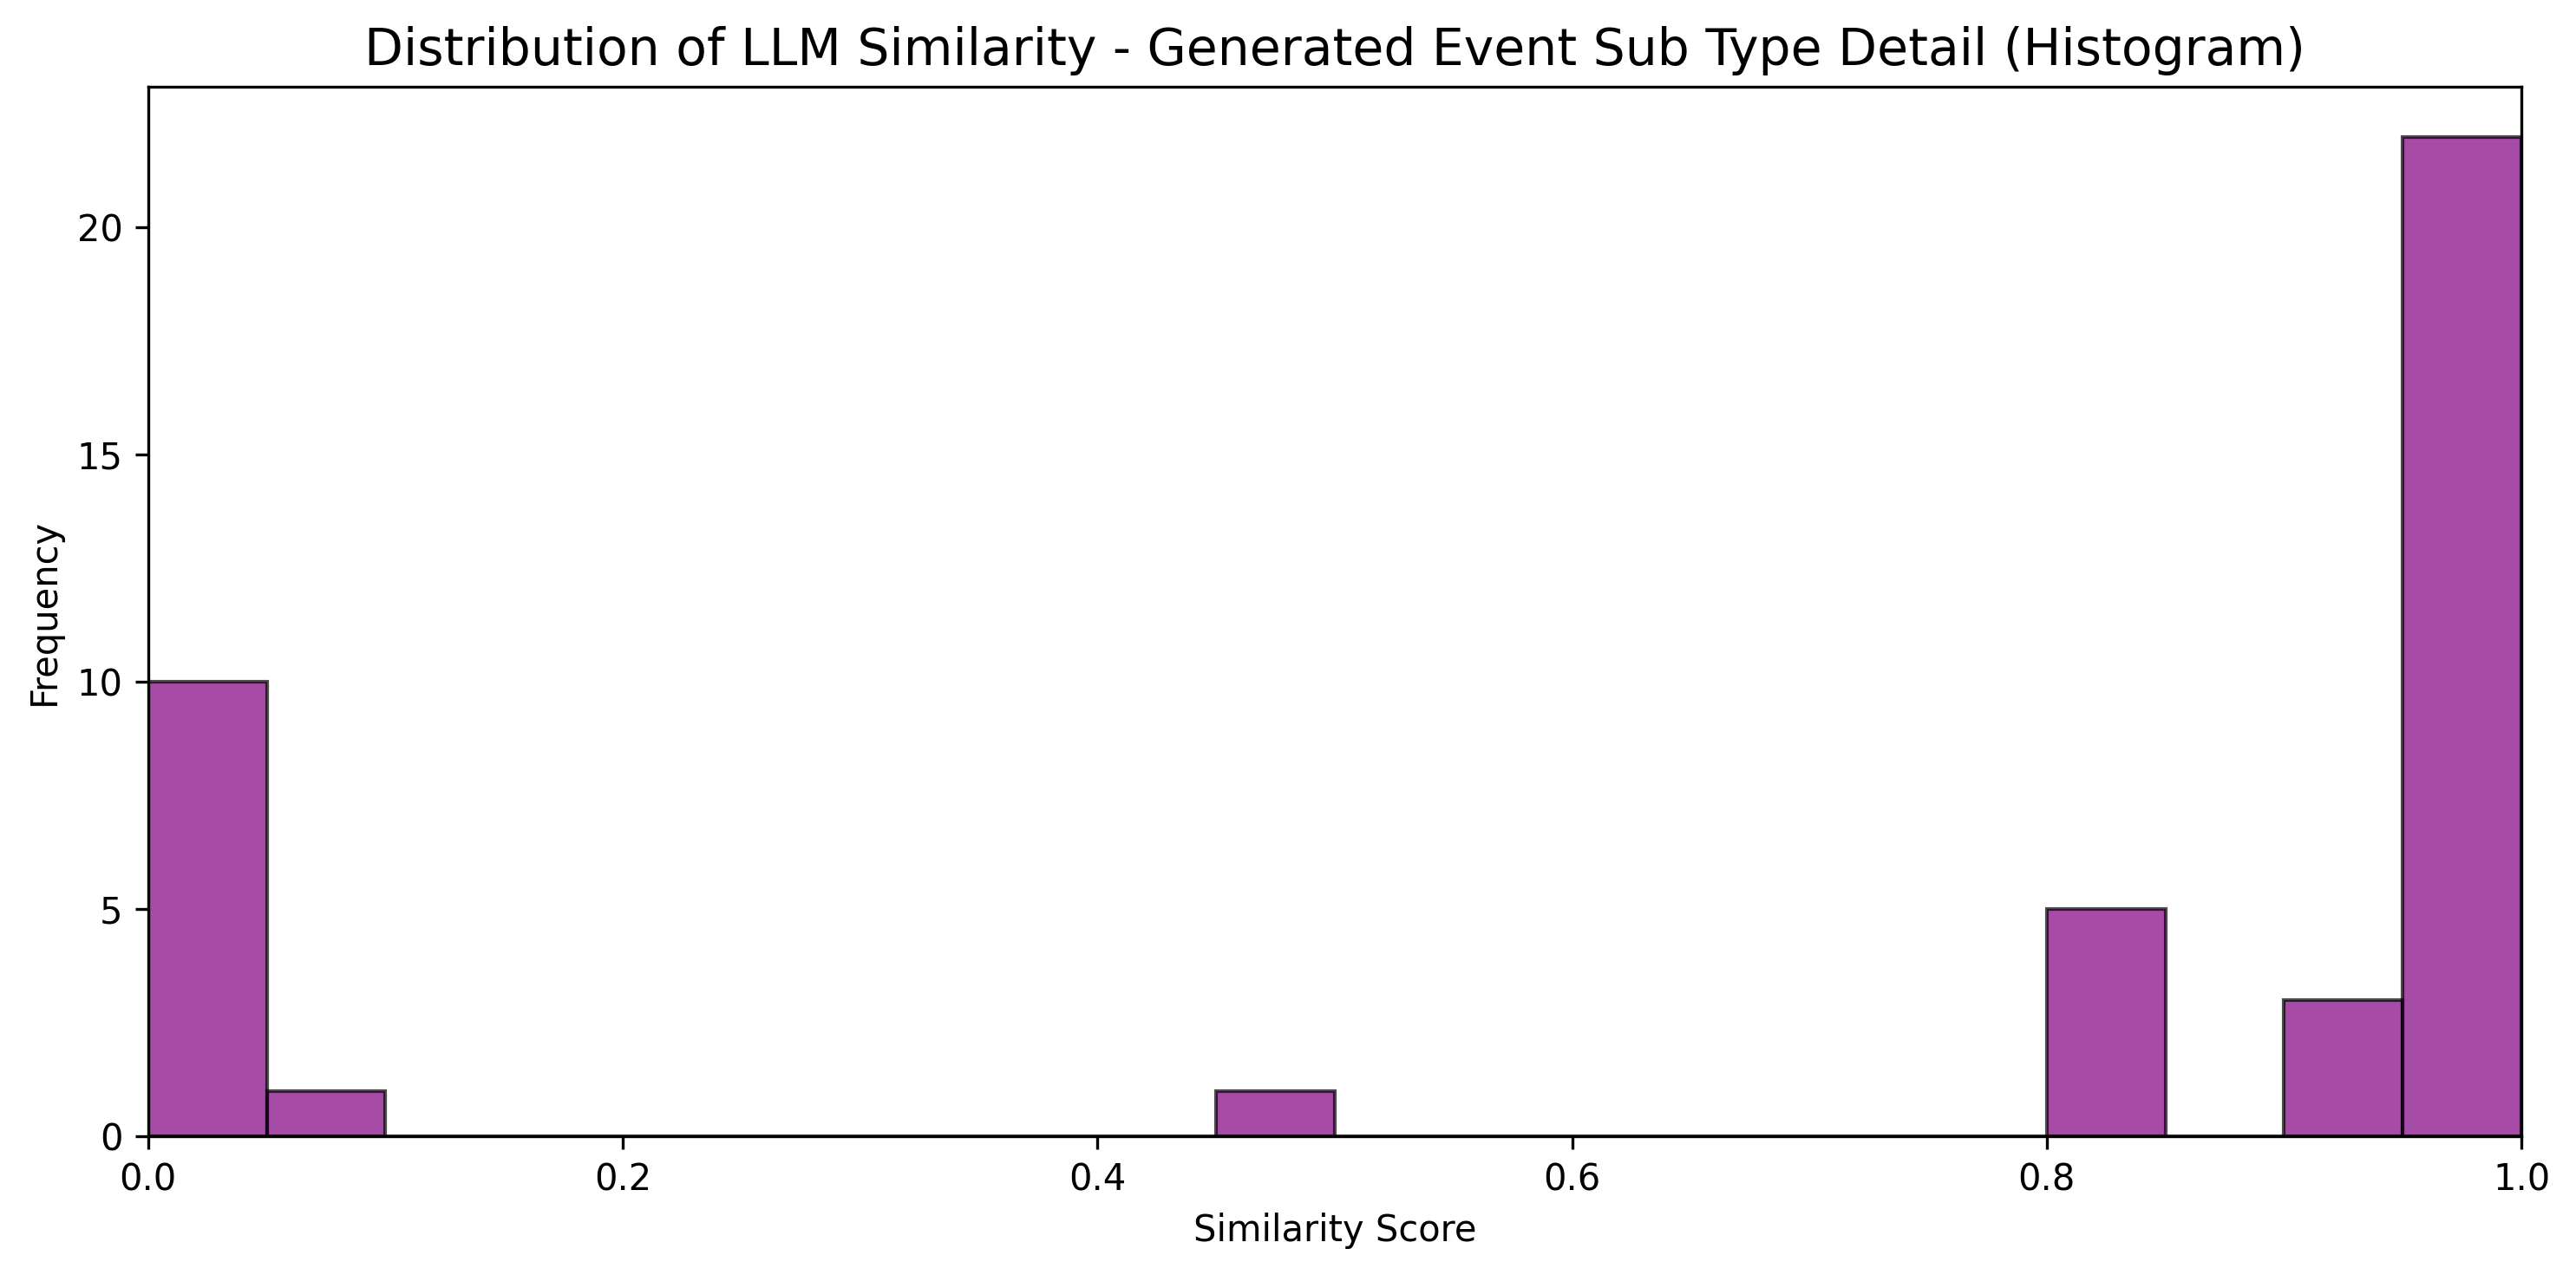 Distribution of LLM Similarity - Generated Event Sub Type Detail (Histogram)
Frequency
20
15
10
5
0
0.0 0.2 0.4 0.6 0.8 1.0
Similarity Score